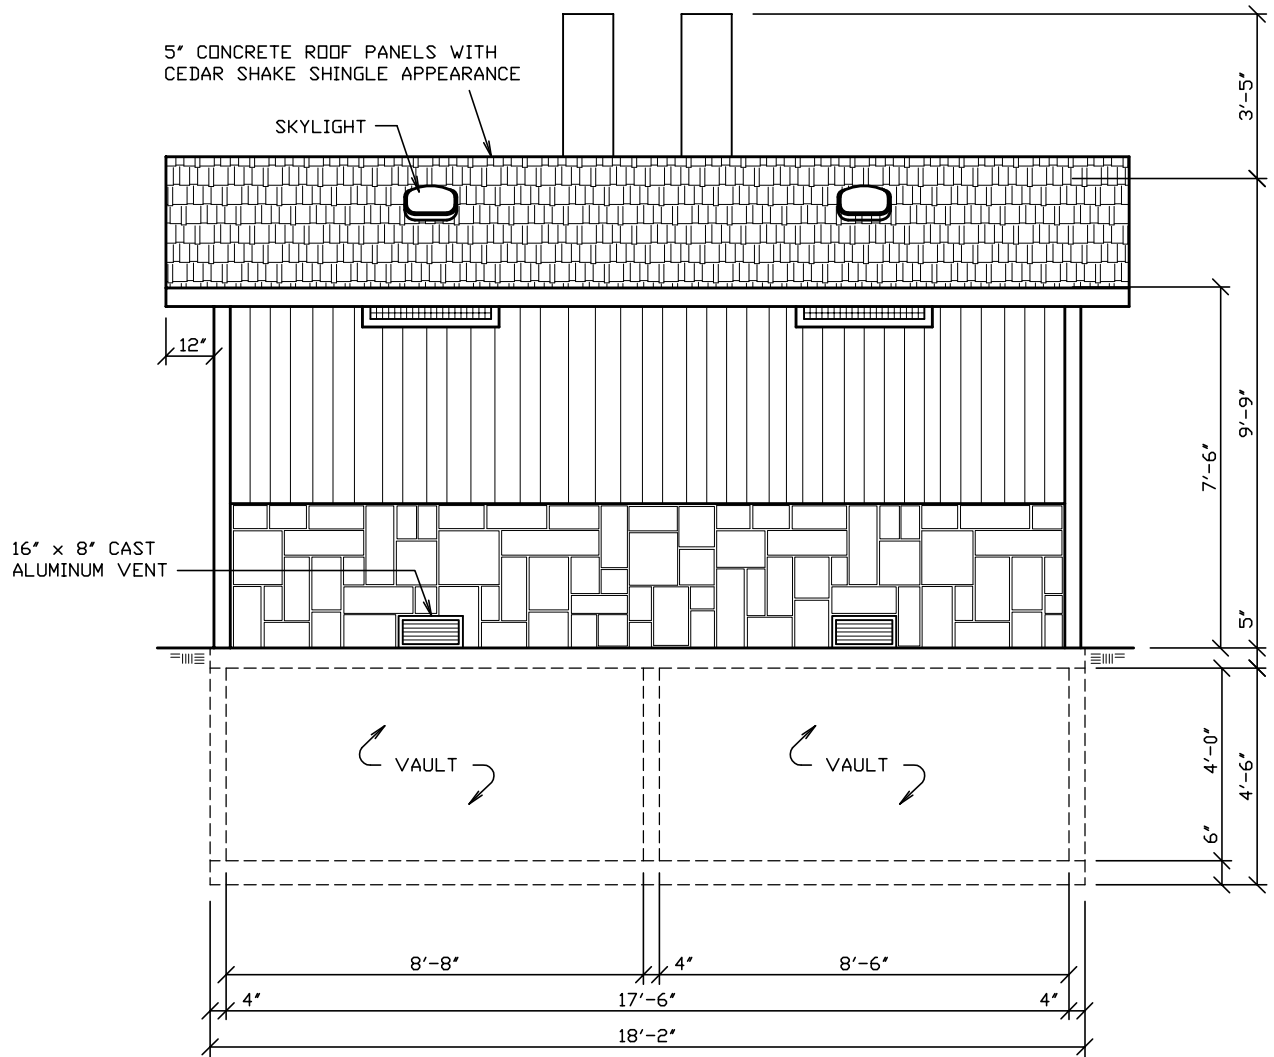 5" CONCRETE ROOF PANELS WITH
CEDAR SHAKE SHINGLE APPEARANCE
SKYLIGHT
3'-5"
12"
9'-9"
7'-6"
16" x 8" CAST
ALUMINUM VENT
5"
VAULT
VAULT
4'-0"
4'-6"
6"
8'-8"
4"
8'-6"
4"
17'-6"
4"
18'-2"